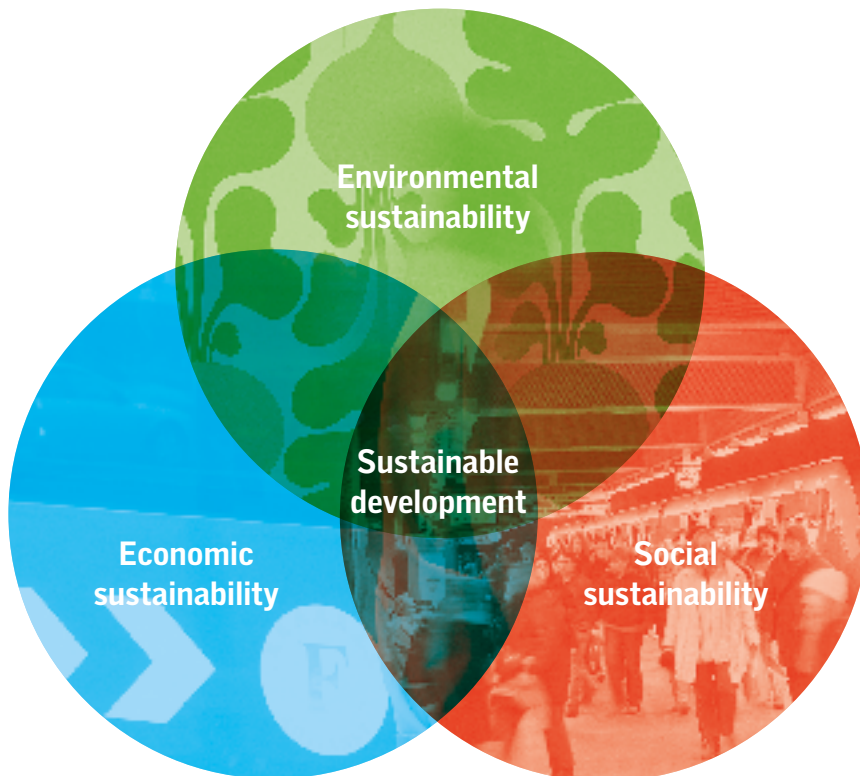 Environmental
sustainability
Sustainable
development
Economic
sustainability
Social
sustainability
F